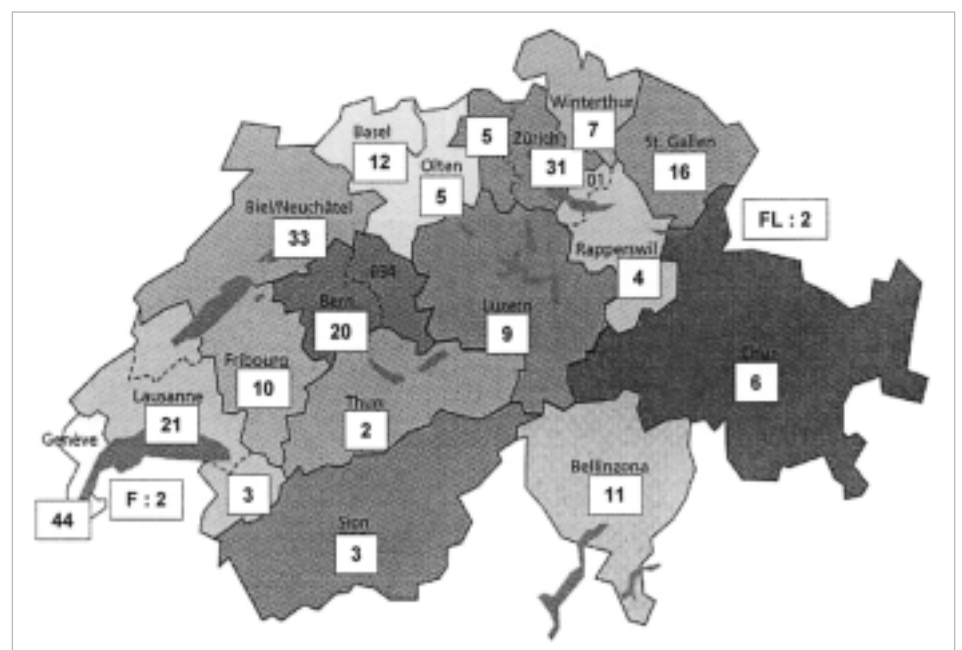 Winterthur
7
Basel
12
5
Zürich
31
St. Gallen
16
Olten
5
01
Biel/Neuchâtel
33
FL : 2
Rapperswil
4
034
Bern
20
Luzern
9
Fribourg
10
Chur
6
Lausanne
21
Thun
2
Genève
44
F : 2
3
Bellinzona
11
Sion
3